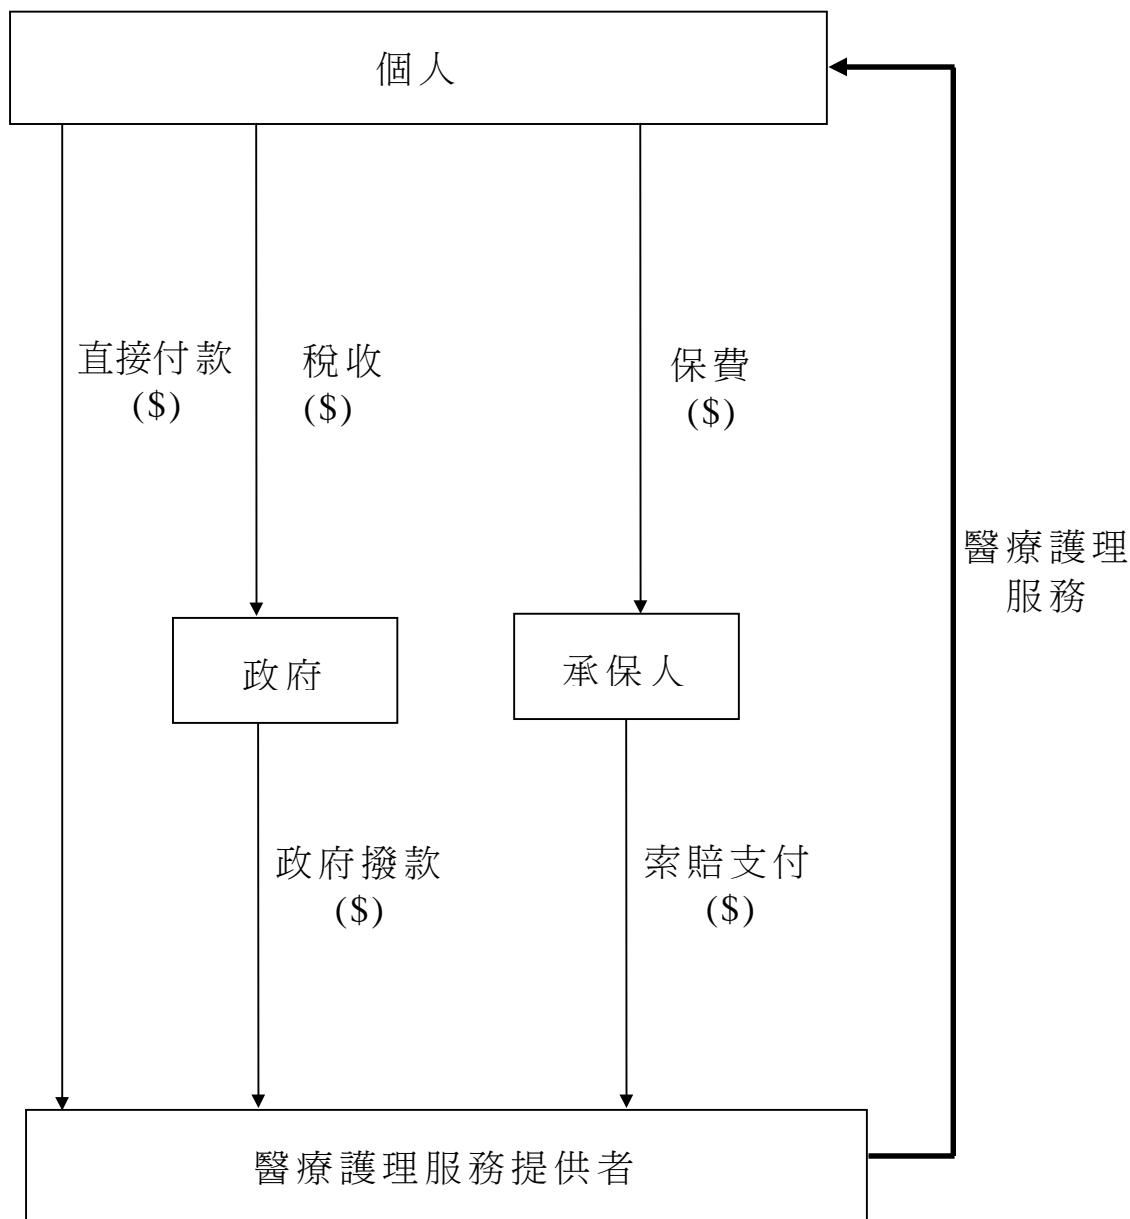 個人
直接付款
($)
稅收
($)
保費
($)
醫療護理
服務
政府
承保人
政府撥款
($)
索賠支付
($)
醫療護理服務提供者